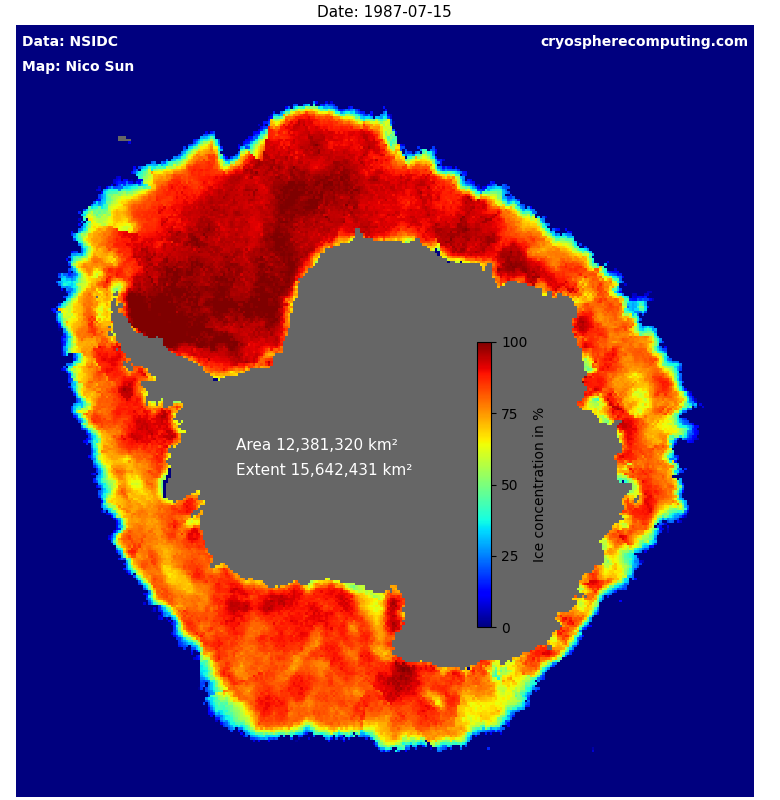 Date: 1987-07-15
Data: NSIDC
cryospherecomputing.com
Map: Nico Sun
100
75
50
25
0
Ice concentration in %
Area 12,381,320 km²
Extent 15,642,431 km²